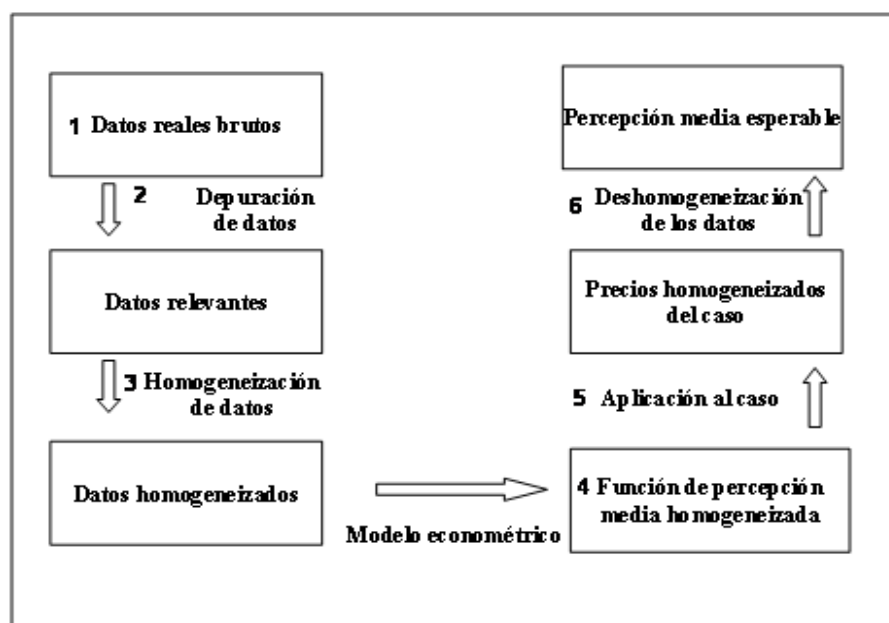 1 Datos reales brutos
2 Depuración
de datos
Datos relevantes
3 Homogeneización
de datos
Datos homogeneizados
Modelo econométrico
4 Función de percepción
media homogeneizada
5 Aplicación al caso
Precios homogeneizados
del caso
6 Deshomogeneización
de los datos
Percepción media esperable